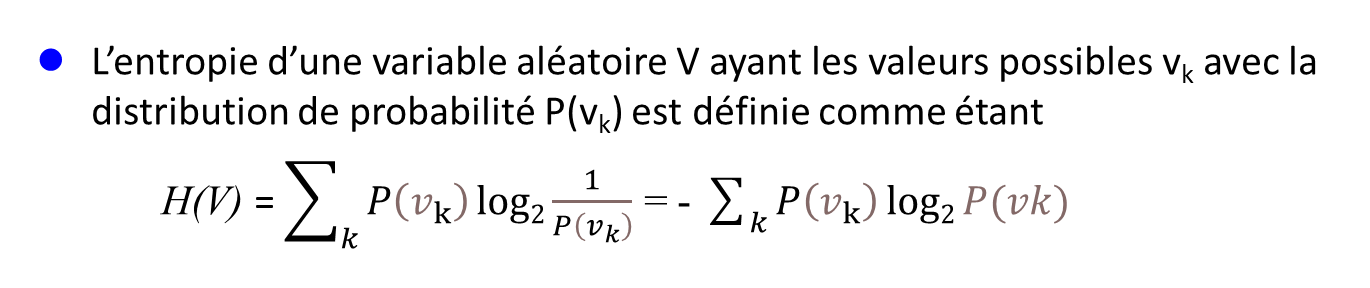 L’entropie d’une variable aléatoire V ayant les valeurs possibles vₖ avec la
distribution de probabilité P(vₖ) est définie comme étant
H(V) = ∑ₖ P(vₖ) log₂ 1/P(vₖ) = - ∑ₖ P(vₖ) log₂ P(vk)